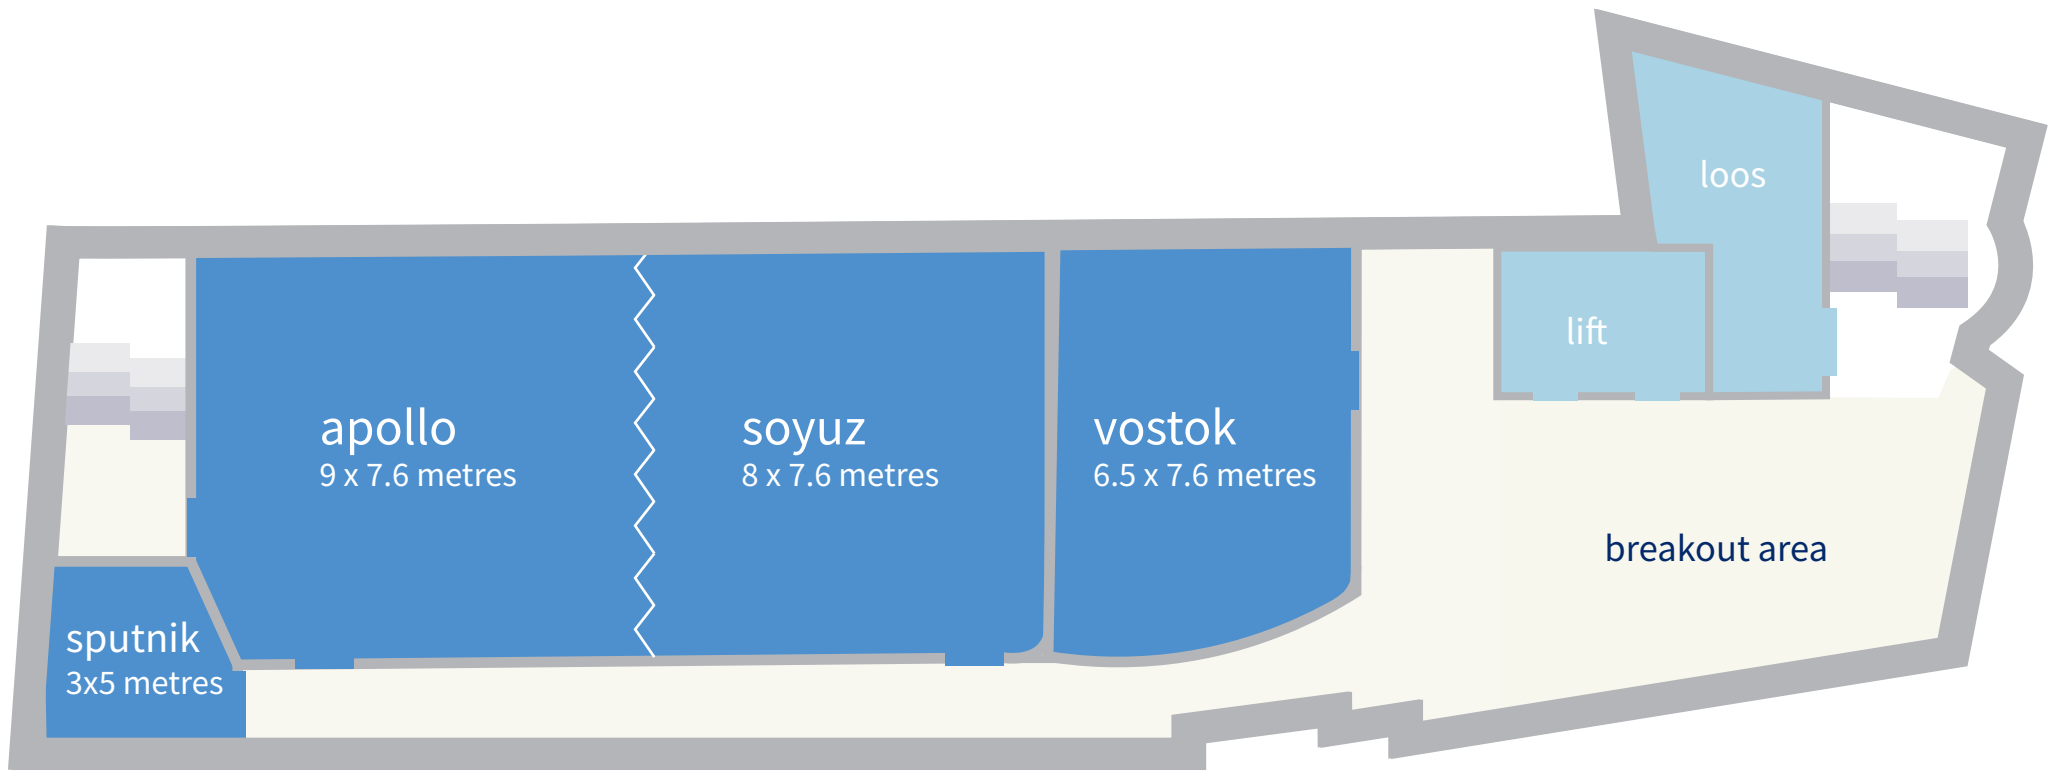 loos
lift
apollo
9 x 7.6 metres
soyuz
8 x 7.6 metres
vostok
6.5 x 7.6 metres
breakout area
sputnik
3x5 metres